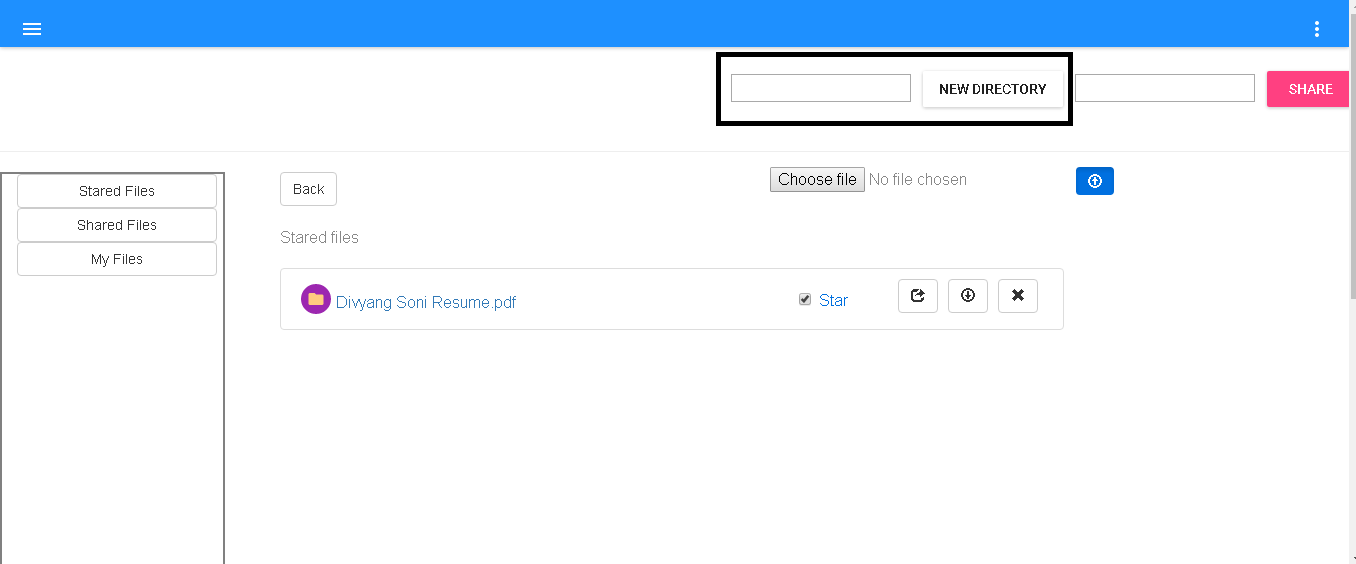 NEW DIRECTORY
SHARE
Stared Files
Shared Files
My Files
Back
Choose file No file chosen
Stared files
Divyang Soni Resume.pdf
Star